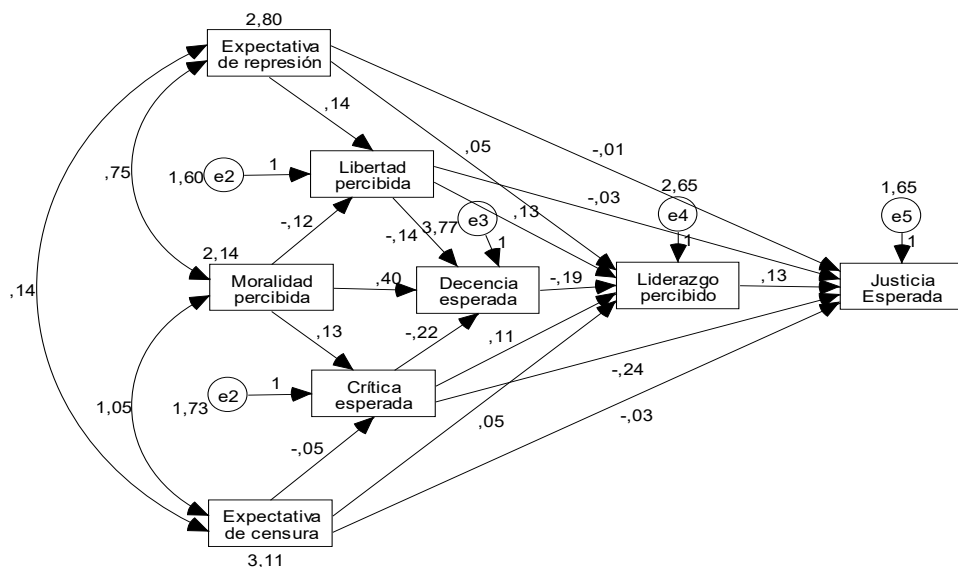 2,80
Expectativa
de represión
,14
,05
-,01
,75
1,60
e2
1
Libertad
percibida
-,03
2,65
1,65
e3
,13
e4
e5
-,12
-,14
3,77
1
1
1
2,14
,14
Moralidad
percibida
,40
Decencia
esperada
-,19
Liderazgo
percibido
,13
Justicia
Esperada
,13
-,22
,11
1,05
1,73
e2
1
Crítica
esperada
-,24
-,05
,05
-,03
Expectativa
de censura
3,11